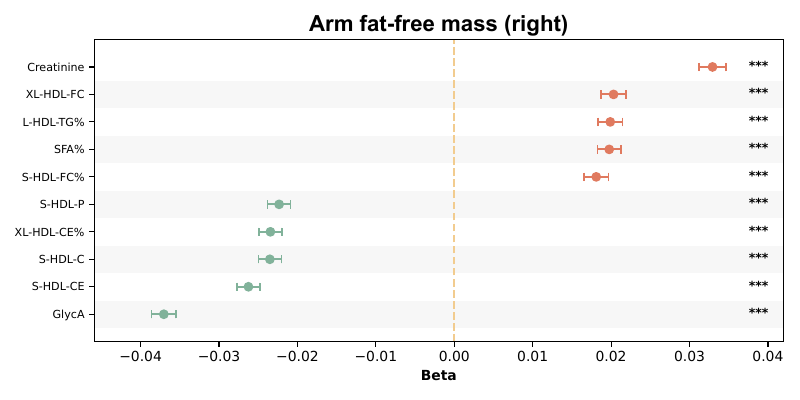 Arm fat-free mass (right)
Creatinine ***
XL-HDL-FC ***
L-HDL-TG% ***
SFA% ***
S-HDL-FC% ***
S-HDL-P ***
XL-HDL-CE% ***
S-HDL-C ***
S-HDL-CE ***
GlycA ***
−0.04 −0.03 −0.02 −0.01 0.00 0.01 0.02 0.03 0.04
Beta